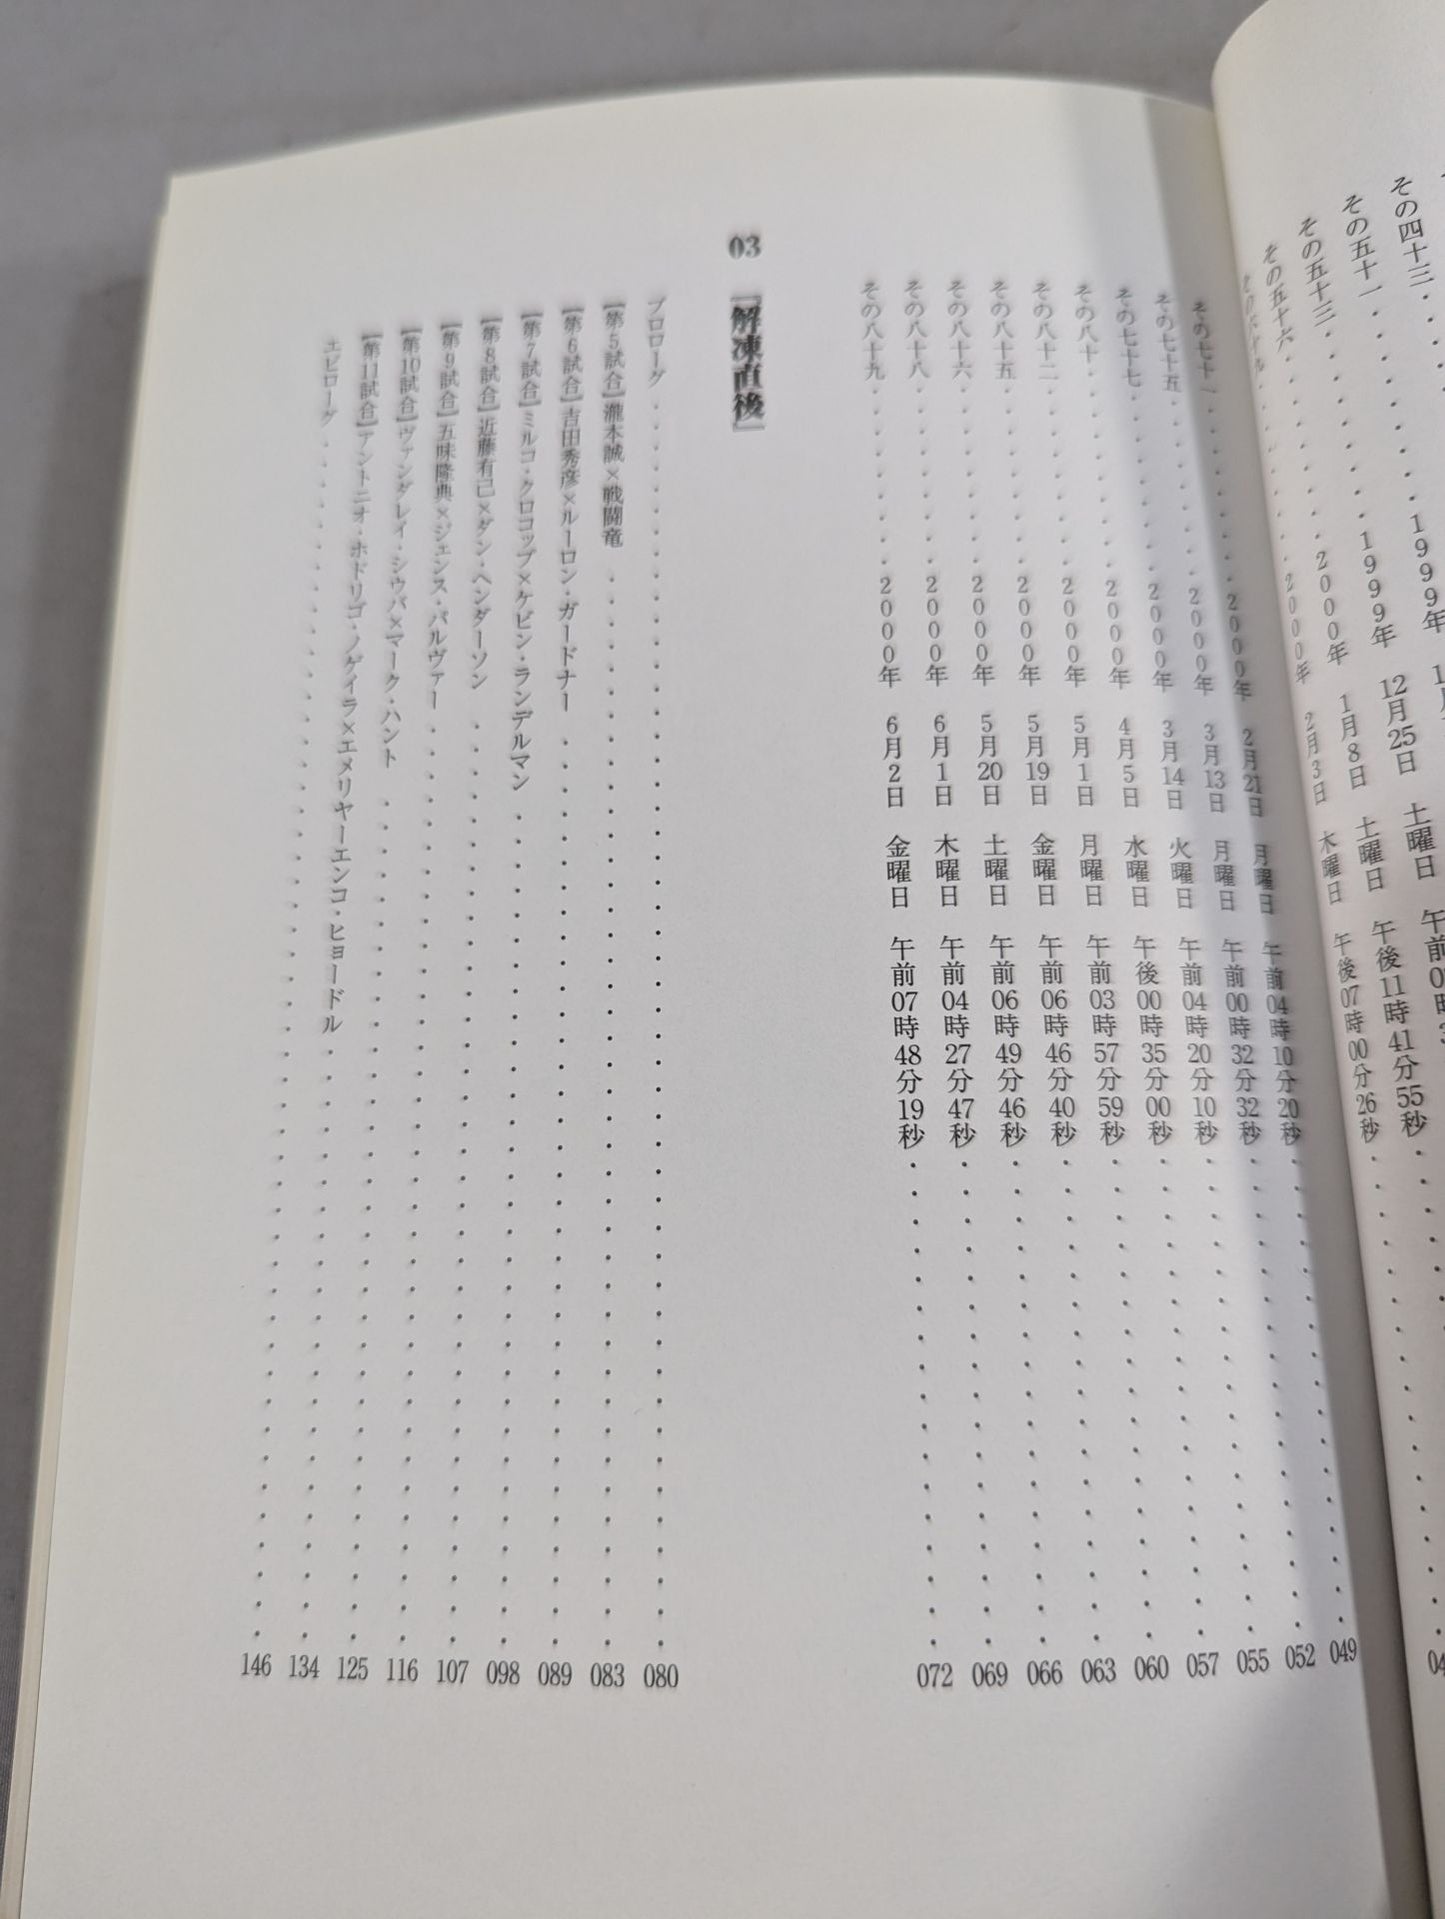 その四十三・・・・・・・・1999年
その五十一・・・・・・・・1999年 12月25日 土曜日 午後11時41分55秒
その五十三・・・・・・・・2000年 1月8日 土曜日
その五十六・・・・・・・・2000年 2月3日 木曜日 午後07時00分26秒
2000年 2月21日 月曜日 午前04時10分20秒・・・・・・・・049
その七十五・・・・・・・・2000年 3月13日 月曜日 午前00時32分32秒・・・・・・・・052
その七十七・・・・・・・・2000年 3月14日 火曜日 午前04時20分10秒・・・・・・・・055
その八十・・・・・・・・2000年 4月5日 水曜日 午後00時35分00秒・・・・・・・・057
その八十二・・・・・・・・2000年 5月1日 月曜日 午前03時57分59秒・・・・・・・・060
その八十五・・・・・・・・2000年 5月19日 金曜日 午前06時46分40秒・・・・・・・・063
その八十六・・・・・・・・2000年 5月20日 土曜日 午前06時49分46秒・・・・・・・・066
その八十八・・・・・・・・2000年 6月1日 木曜日 午前04時27分47秒・・・・・・・・069
その八十九・・・・・・・・2000年 6月2日 金曜日 午前07時48分19秒・・・・・・・・072
03 『解凍直後』
プロローグ・・・・・・・・080
【第5試合】瀧本誠×戦闘竜・・・・・・・・083
【第6試合】吉田秀彦×ルーロン・ガードナー・・・・・・・・089
【第7試合】ミルコ・クロコップ×ケビン・ランデルマン・・・・・・・・098
【第8試合】近藤有己×ダン・ヘンダーソン・・・・・・・・107
【第9試合】五味隆典×ジェンス・パルヴァー・・・・・・・・116
【第10試合】ヴァンダレイ・シウバ×マーク・ハント・・・・・・・・125
【第11試合】アントニオ・ホドリゴ・ノゲイラ×エメリヤーエンコ・ヒョードル・・・・・・・・134
エピローグ・・・・・・・・146